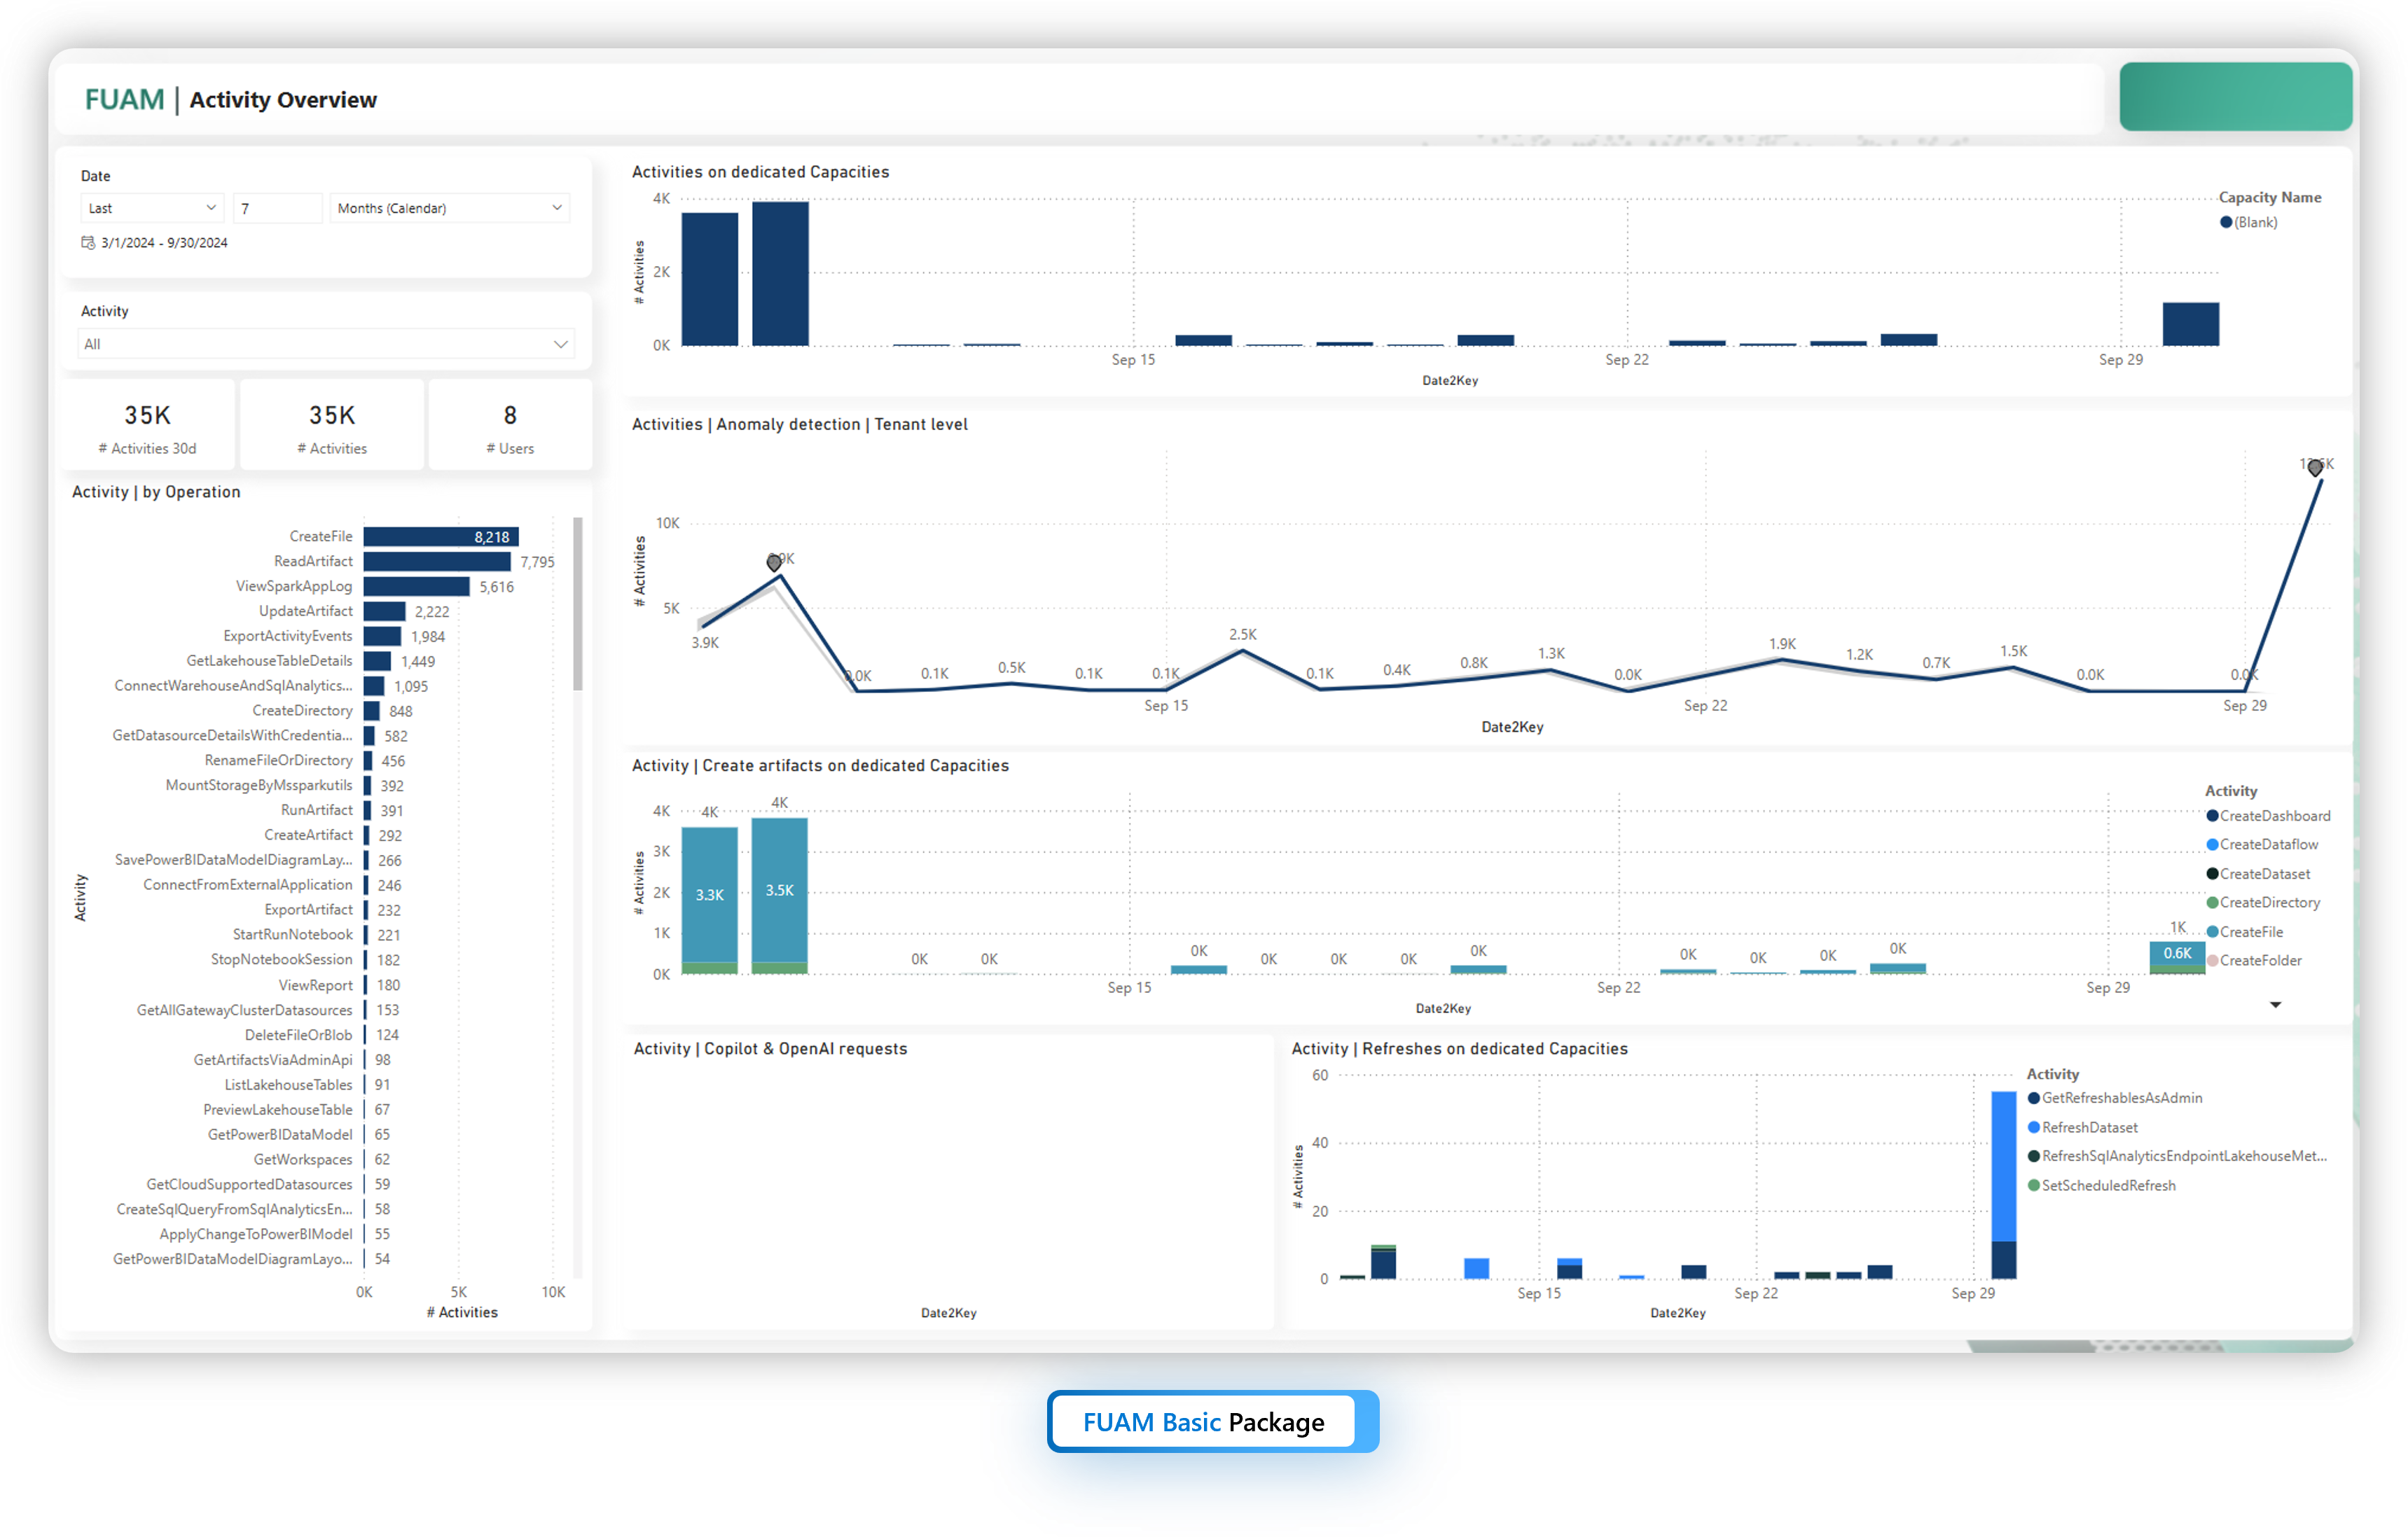 FUAM | Activity Overview
Date
Last
7
Months (Calendar)
3/1/2024 - 9/30/2024
Activity
All
35K
# Activities 30d
35K
# Activities
8
# Users
Activity | by Operation
Activity
CreateFile 8,218
ReadArtifact 7,795
ViewSparkAppLog 5,616
UpdateArtifact 2,222
ExportActivityEvents 1,984
GetLakehouseTableDetails 1,449
ConnectWarehouseAndSqlAnalytics... 1,095
CreateDirectory 848
GetDatasourceDetailsWithCredentia... 582
RenameFileOrDirectory 456
MountStorageByMssparkutils 392
RunArtifact 391
CreateArtifact 292
SavePowerBIDataModelDiagramLay... 266
ConnectFromExternalApplication 246
ExportArtifact 232
StartRunNotebook 221
StopNotebookSession 182
ViewReport 180
GetAllGatewayClusterDatasources 153
DeleteFileOrBlob 124
GetArtifactsViaAdminApi 98
ListLakehouseTables 91
PreviewLakehouseTable 67
GetPowerBIDataModel 65
GetWorkspaces 62
GetCloudSupportedDatasources 59
CreateSqlQueryFromSqlAnalyticsEn... 58
ApplyChangeToPowerBIModel 55
GetPowerBIDataModelDiagramLayo... 54
0K 5K 10K
# Activities
Activities on dedicated Capacities
# Activities
4K
2K
0K
Sep 15 Sep 22 Sep 29
Date2Key
Capacity Name
(Blank)
Activities | Anomaly detection | Tenant level
# Activities
10K
5K
3.9K
0.0K 0.1K 0.5K 0.1K 0.1K 2.5K 0.1K 0.4K 0.8K 1.3K 0.0K 1.9K 1.2K 0.7K 1.5K 0.0K 0.0K
Sep 15 Sep 22 Sep 29
Date2Key
Activity | Create artifacts on dedicated Capacities
# Activities
4K
3K
2K
1K
0K
4K 4K
3.3K 3.5K
0K 0K 0K 0K 0K 0K 0K 0K 0K 0K 0K 1K
0.6K
Sep 15 Sep 22 Sep 29
Date2Key
Activity
CreateDashboard
CreateDataflow
CreateDataset
CreateDirectory
CreateFile
CreateFolder
Activity | Copilot & OpenAI requests
Date2Key
Activity | Refreshes on dedicated Capacities
# Activities
60
40
20
0
Sep 15 Sep 22 Sep 29
Date2Key
Activity
GetRefreshablesAsAdmin
RefreshDataset
RefreshSqlAnalyticsEndpointLakehouseMet...
SetScheduledRefresh
FUAM Basic Package